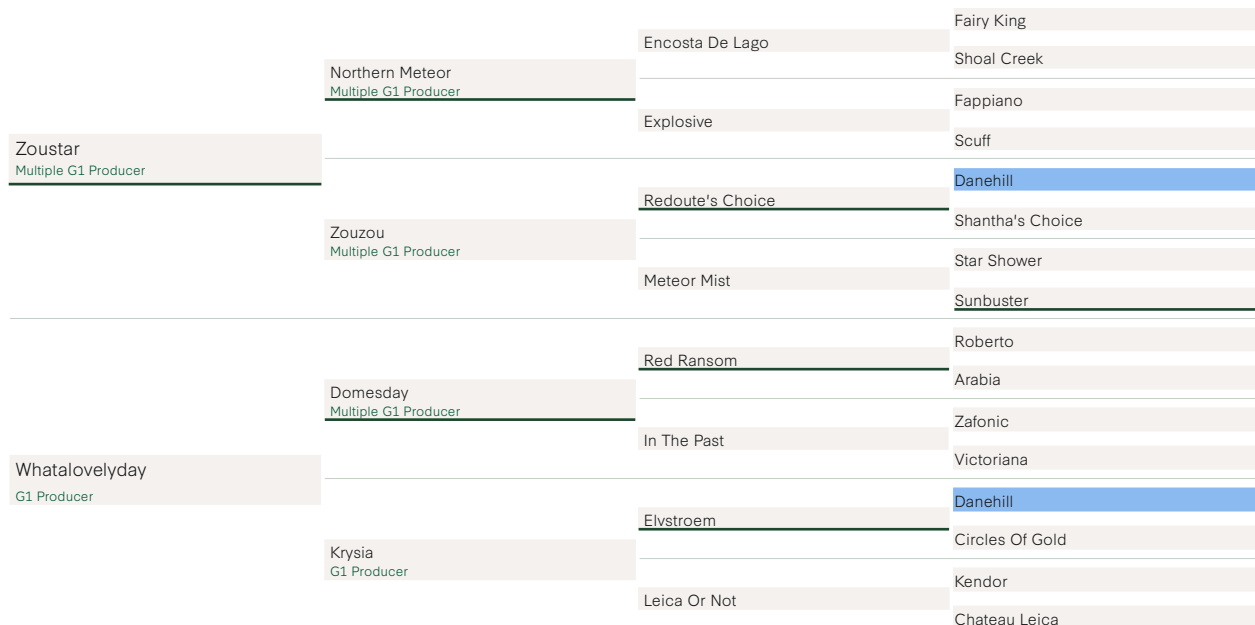 Zoustar
Multiple G1 Producer
Northern Meteor
Multiple G1 Producer
Encosta De Lago
Fairy King
Shoal Creek
Explosive
Fappiano
Scuff
Zouzou
Multiple G1 Producer
Redoute's Choice
Danehill
Shantha's Choice
Meteor Mist
Star Shower
Sunbuster
Whatalovelyday
G1 Producer
Domesday
Multiple G1 Producer
Red Ransom
Roberto
Arabia
In The Past
Zafonic
Victoriana
Krysia
G1 Producer
Elvstroem
Danehill
Circles Of Gold
Leica Or Not
Kendor
Chateau Leica